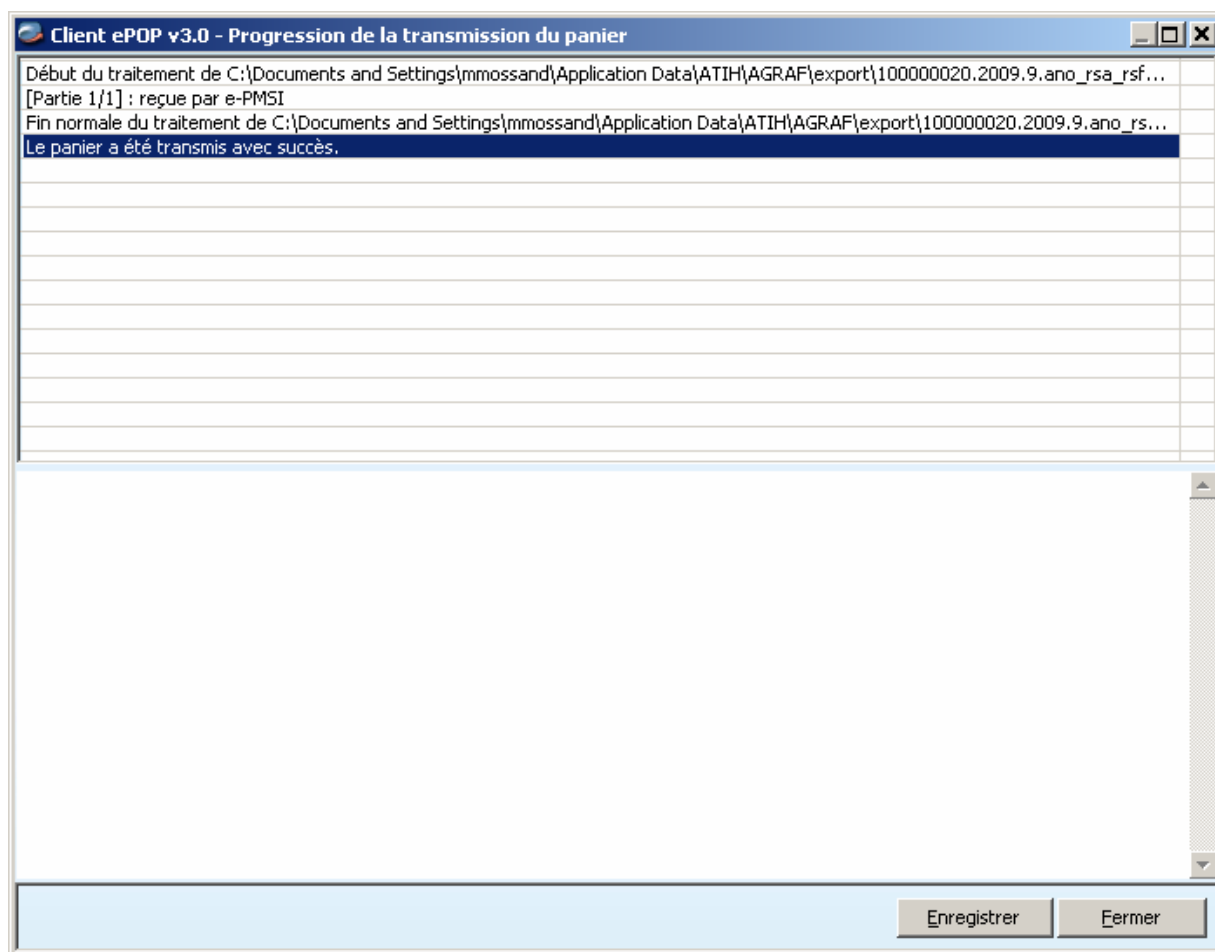 Client ePOP v3.0 - Progression de la transmission du panier
Début du traitement de C:\Documents and Settings\mmossand\Application Data\ATIH\AGRAF\export\100000020.2009.9.ano_rsa_rsf...
[Partie 1/1] : reçue par e-PMSI
Fin normale du traitement de C:\Documents and Settings\mmossand\Application Data\ATIH\AGRAF\export\100000020.2009.9.ano_rs...
Le panier a été transmis avec succès.
Enregistrer Fermer